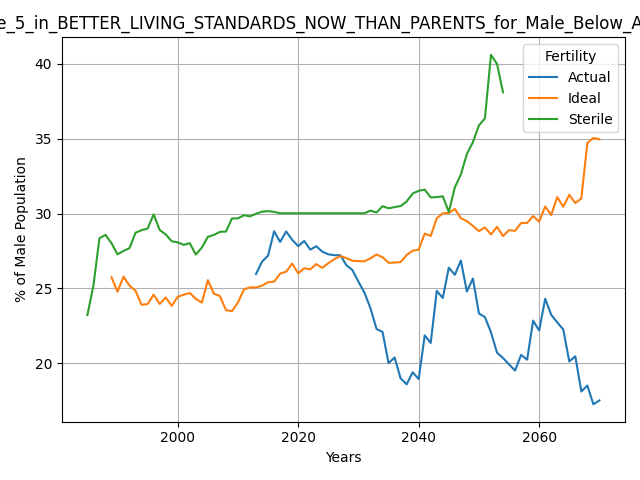 e_5_in_BETTER_LIVING_STANDARDS_NOW_THAN_PARENTS_for_Male_Below_A
Fertility
Actual
Ideal
Sterile
% of Male Population
40
35
30
25
20
2000
2020
2040
2060
Years